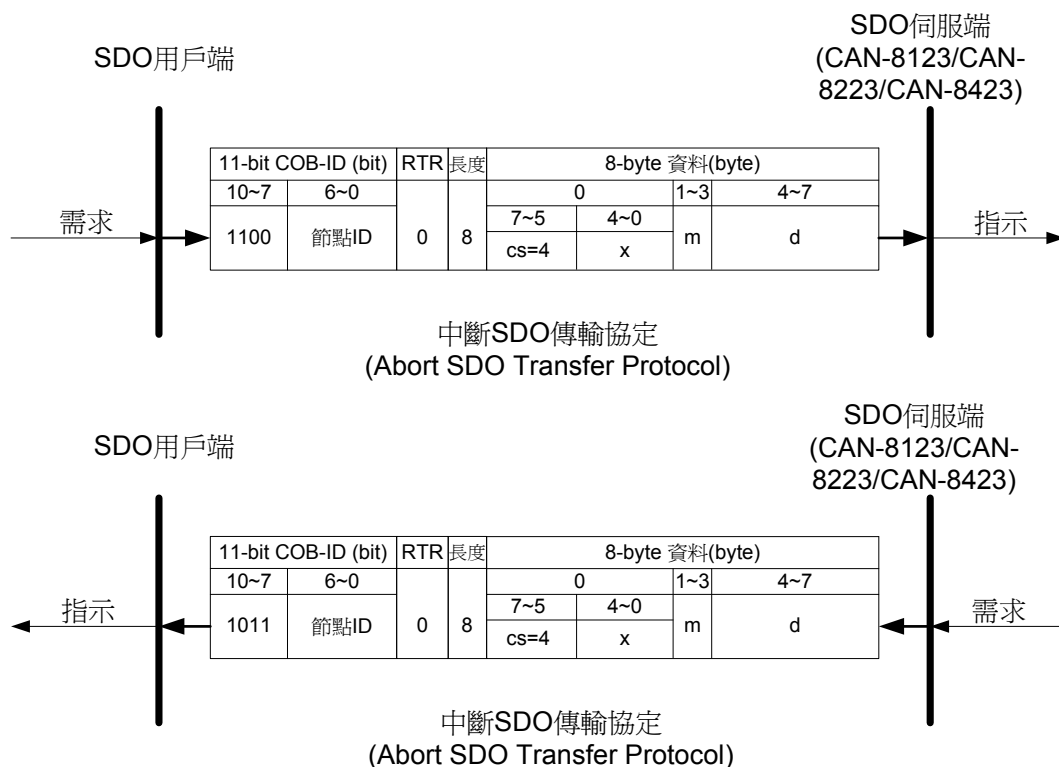 SDO用戶端
SDO伺服端
(CAN-8123/CAN-
8223/CAN-8423)
11-bit COB-ID (bit) RTR 長度 8-byte 資料(byte)
10~7 6~0 0 1~3 4~7
需求 指示
7~5 4~0
1100 節點ID 0 8 m d
cs=4 x
中斷SDO傳輸協定
(Abort SDO Transfer Protocol)
SDO用戶端
SDO伺服端
(CAN-8123/CAN-
8223/CAN-8423)
11-bit COB-ID (bit) RTR 長度 8-byte 資料(byte)
10~7 6~0 0 1~3 4~7
指示 需求
7~5 4~0
1011 節點ID 0 8 m d
cs=4 x
中斷SDO傳輸協定
(Abort SDO Transfer Protocol)